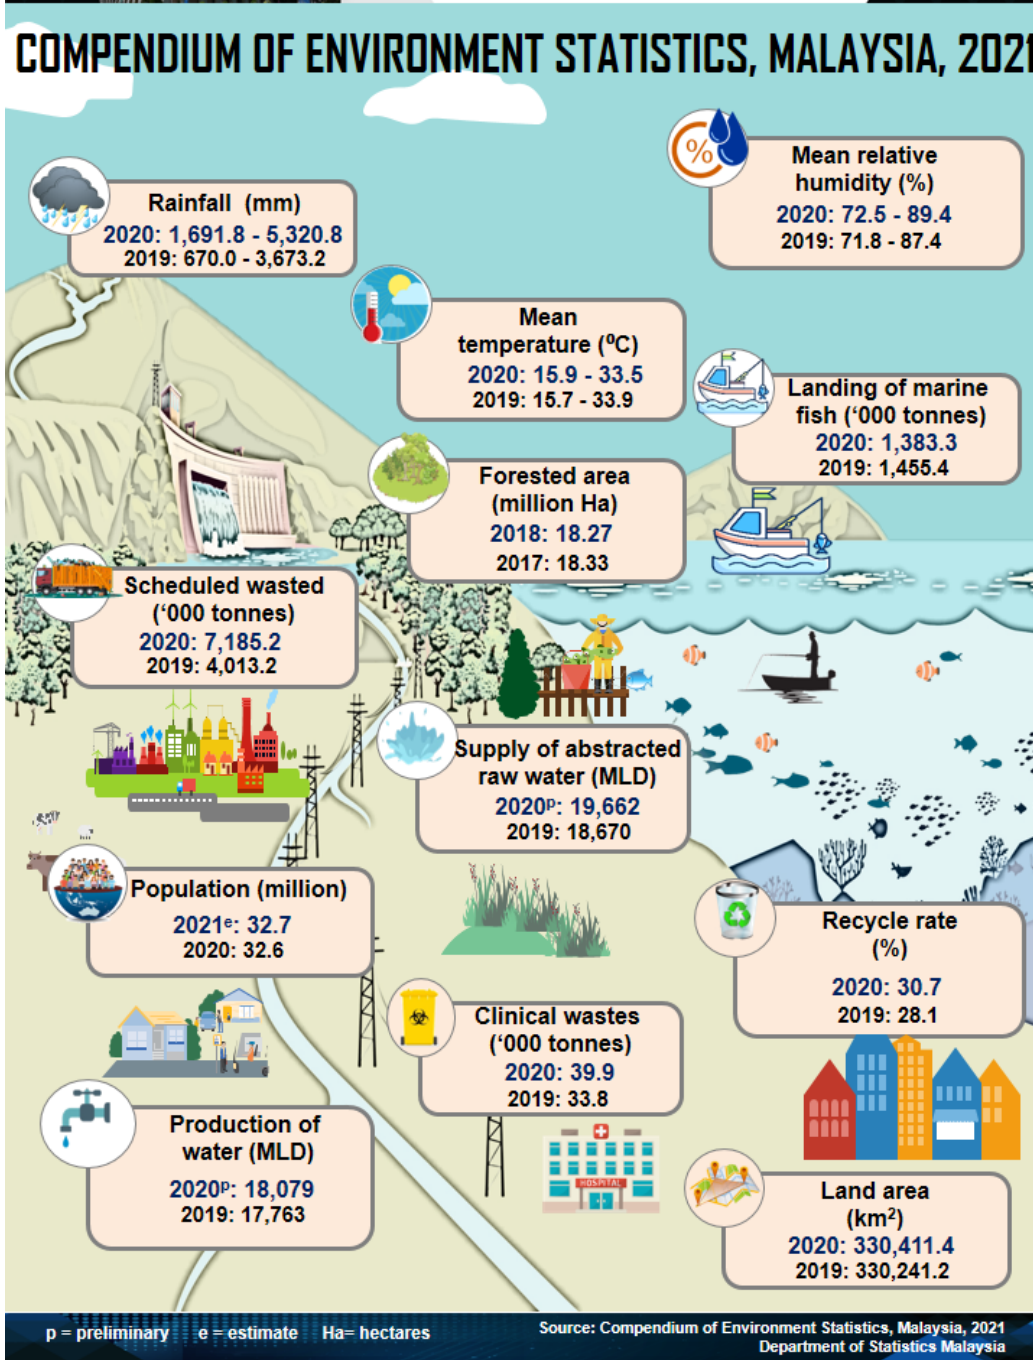 COMPENDIUM OF ENVIRONMENT STATISTICS, MALAYSIA, 2021
%
Mean relative
humidity (%)
2020: 72.5 - 89.4
2019: 71.8 - 87.4
Rainfall (mm)
2020: 1,691.8 - 5,320.8
2019: 670.0 - 3,673.2
Mean
temperature (⁰C)
2020: 15.9 - 33.5
2019: 15.7 - 33.9
Landing of marine
fish (‘000 tonnes)
2020: 1,383.3
2019: 1,455.4
Forested area
(million Ha)
2018: 18.27
2017: 18.33
Scheduled wasted
(‘000 tonnes)
2020: 7,185.2
2019: 4,013.2
Supply of abstracted
raw water (MLD)
2020ᵖ: 19,662
2019: 18,670
Population (million)
2021ᵉ: 32.7
2020: 32.6
Recycle rate
(%)
2020: 30.7
2019: 28.1
Clinical wastes
(‘000 tonnes)
2020: 39.9
2019: 33.8
Production of
water (MLD)
2020ᵖ: 18,079
2019: 17,763
HOSPITAL
Land area
(km²)
2020: 330,411.4
2019: 330,241.2
p = preliminary e = estimate Ha= hectares
Source: Compendium of Environment Statistics, Malaysia, 2021
Department of Statistics Malaysia